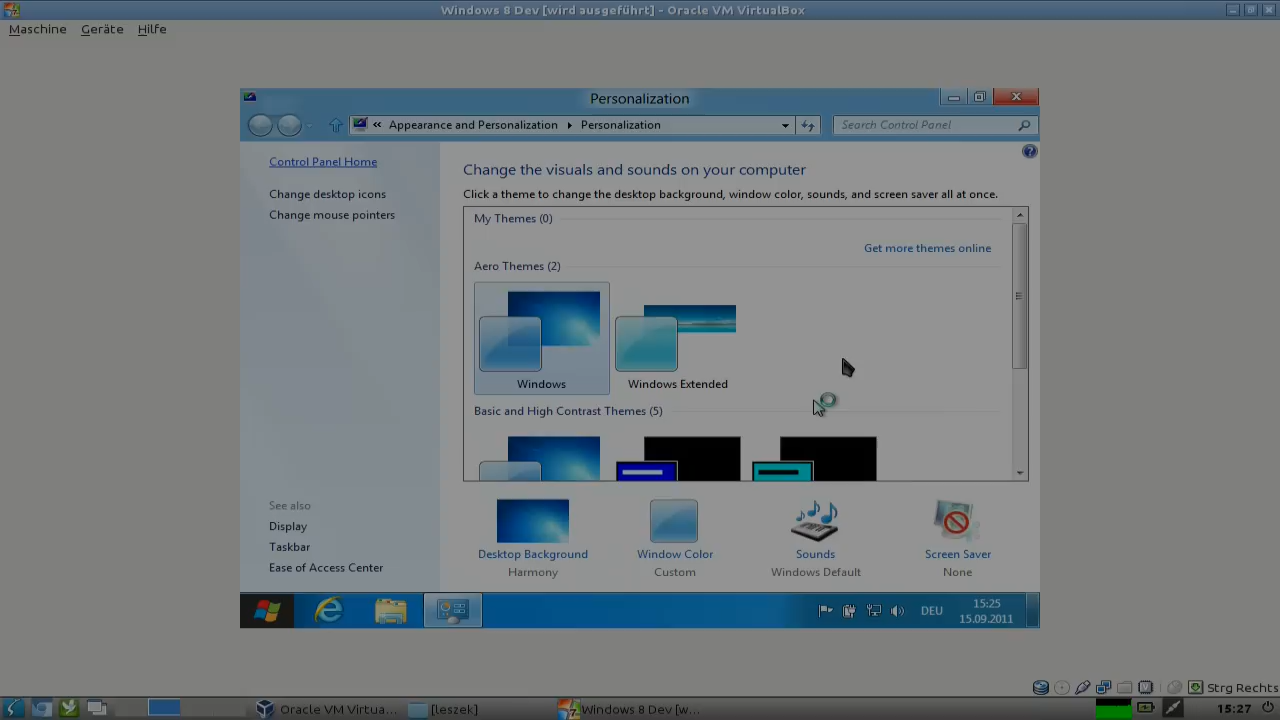 Windows 8 Dev [wird ausgeführt] - Oracle VM VirtualBox
Maschine Geräte Hilfe
Personalization
« Appearance and Personalization ▸ Personalization
Search Control Panel
Control Panel Home
Change desktop icons
Change mouse pointers
Change the visuals and sounds on your computer
Click a theme to change the desktop background, window color, sounds, and screen saver all at once.
My Themes (0)
Get more themes online
Aero Themes (2)
Windows
Windows Extended
Basic and High Contrast Themes (5)
See also
Display
Taskbar
Ease of Access Center
Desktop Background
Harmony
Window Color
Custom
Sounds
Windows Default
Screen Saver
None
DEU
15:25
15.09.2011
Strg Rechts
Oracle VM Virtua...
[leszek]
Windows 8 Dev [w...
15:27